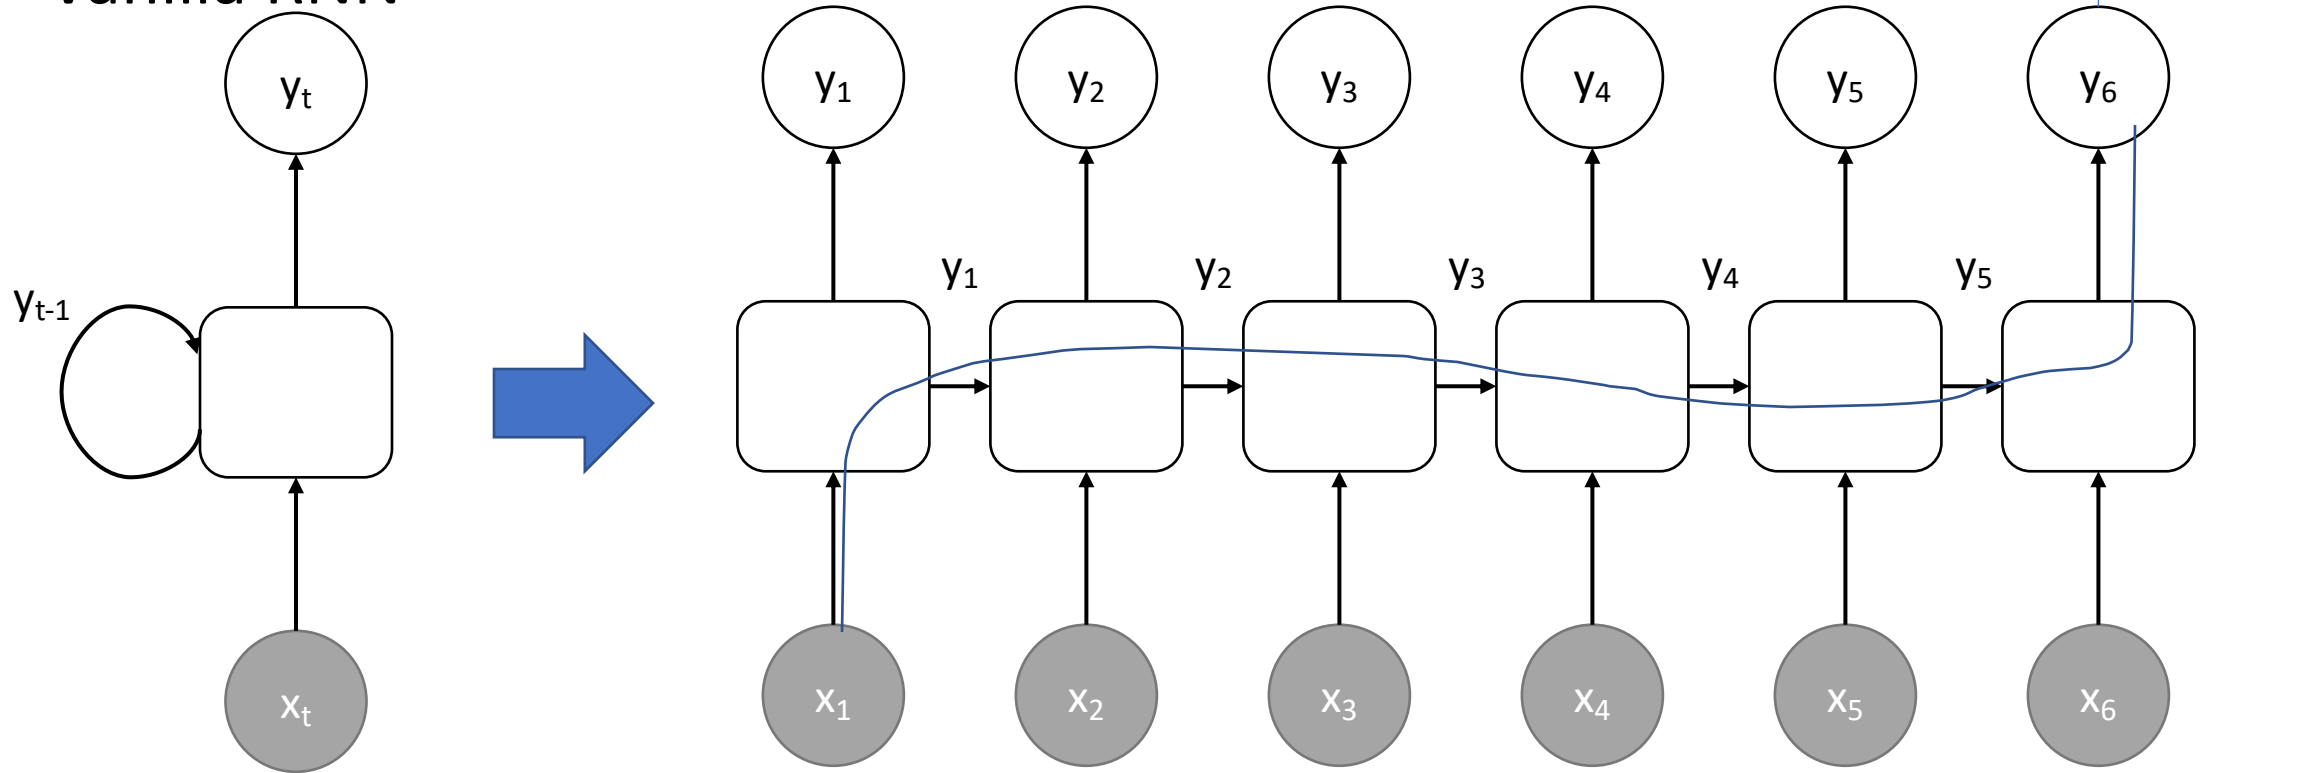 y1 y2 y3 y4 y5 y6
yt
y1 y2 y3 y4 y5
yt-1
x1 x2 x3 x4 x5 x6
xt